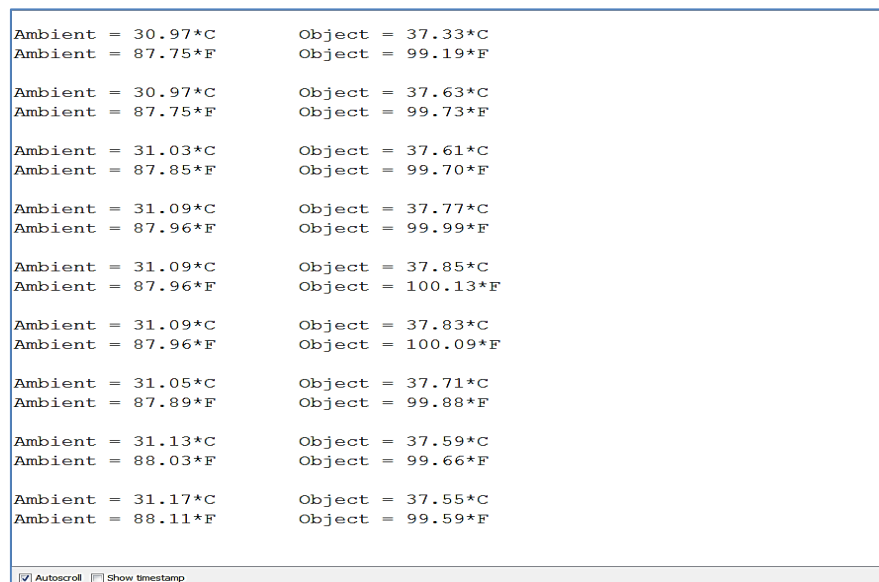 Ambient = 30.97*C Object = 37.33*C
Ambient = 87.75*F Object = 99.19*F
Ambient = 30.97*C Object = 37.63*C
Ambient = 87.75*F Object = 99.73*F
Ambient = 31.03*C Object = 37.61*C
Ambient = 87.85*F Object = 99.70*F
Ambient = 31.09*C Object = 37.77*C
Ambient = 87.96*F Object = 99.99*F
Ambient = 31.09*C Object = 37.85*C
Ambient = 87.96*F Object = 100.13*F
Ambient = 31.09*C Object = 37.83*C
Ambient = 87.96*F Object = 100.09*F
Ambient = 31.05*C Object = 37.71*C
Ambient = 87.89*F Object = 99.88*F
Ambient = 31.13*C Object = 37.59*C
Ambient = 88.03*F Object = 99.66*F
Ambient = 31.17*C Object = 37.55*C
Ambient = 88.11*F Object = 99.59*F
Autoscroll Show timestamp